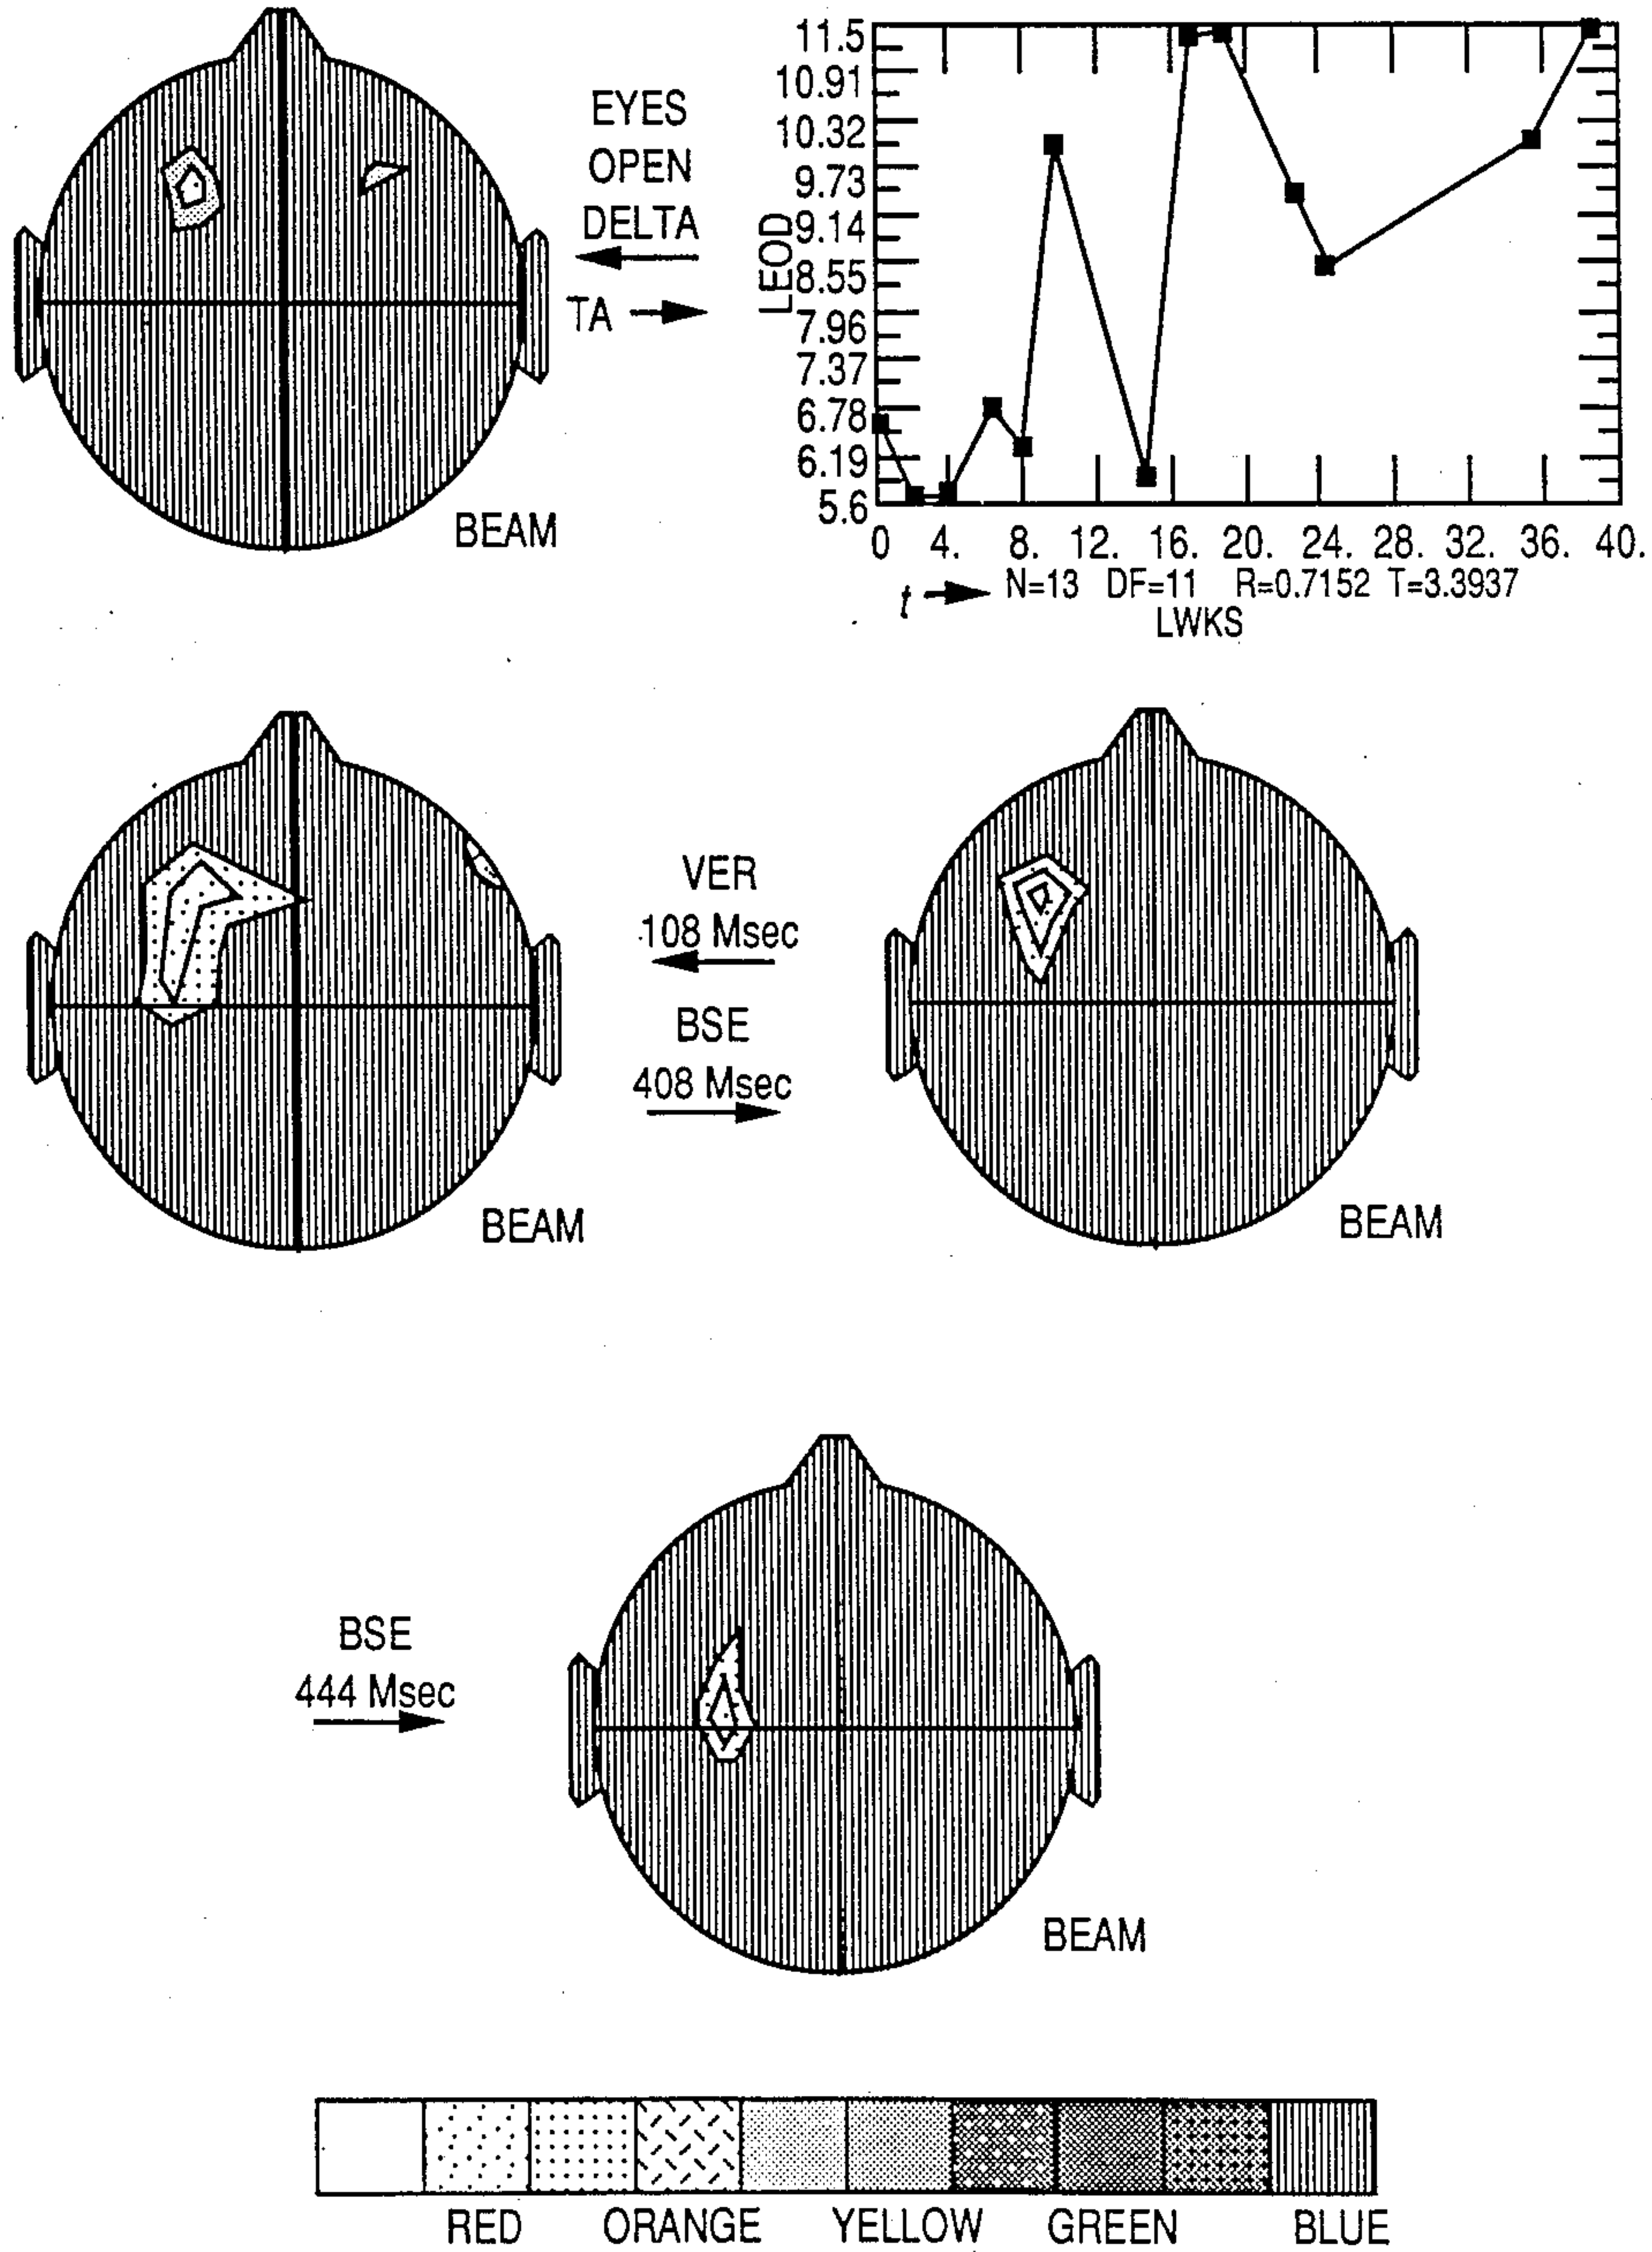 EYES
OPEN
DELTA
TA
BEAM
LEOD
11.5
10.91
10.32
9.73
9.14
8.55
7.96
7.37
6.78
6.19
5.6
0 4. 8. 12. 16. 20. 24. 28. 32. 36. 40.
t N=13 DF=11 R=0.7152 T=3.3937
LWKS
VER
108 Msec
BSE
408 Msec
BEAM
BEAM
BSE
444 Msec
BEAM
RED ORANGE YELLOW GREEN BLUE